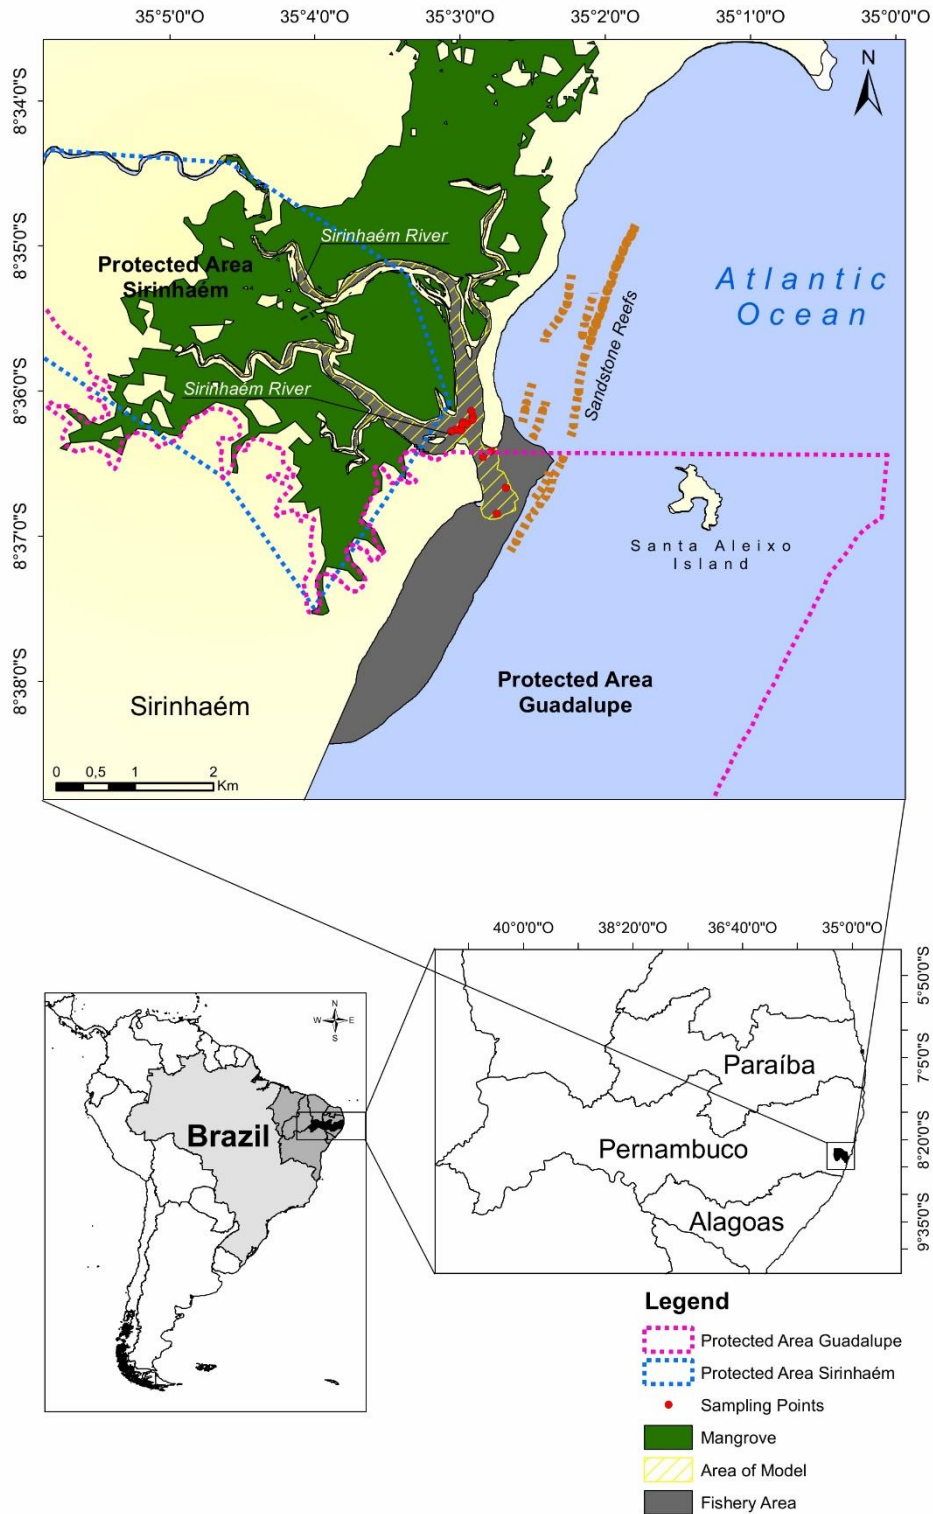 35°5'0"O 35°4'0"O 35°3'0"O 35°2'0"O 35°1'0"O 35°0'0"O
8°34'0"S
8°35'0"S
8°36'0"S
8°37'0"S
8°38'0"S
N
Sirinhaém River
Protected Area
Sirinhaém
Atlantic
Ocean
Sandstone Reefs
Sirinhaém River
Santa Aleixo
Island
Protected Area
Guadalupe
Sirinhaém
0 0,5 1 2
Km
40°0'0"O 38°20'0"O 36°40'0"O 35°0'0"O
5°50'0"S
7°5'0"S
8°20'0"S
9°35'0"S
Paraíba
Pernambuco
Alagoas
N
W E
S
Brazil
Legend
Protected Area Guadalupe
Protected Area Sirinhaém
Sampling Points
Mangrove
Area of Model
Fishery Area